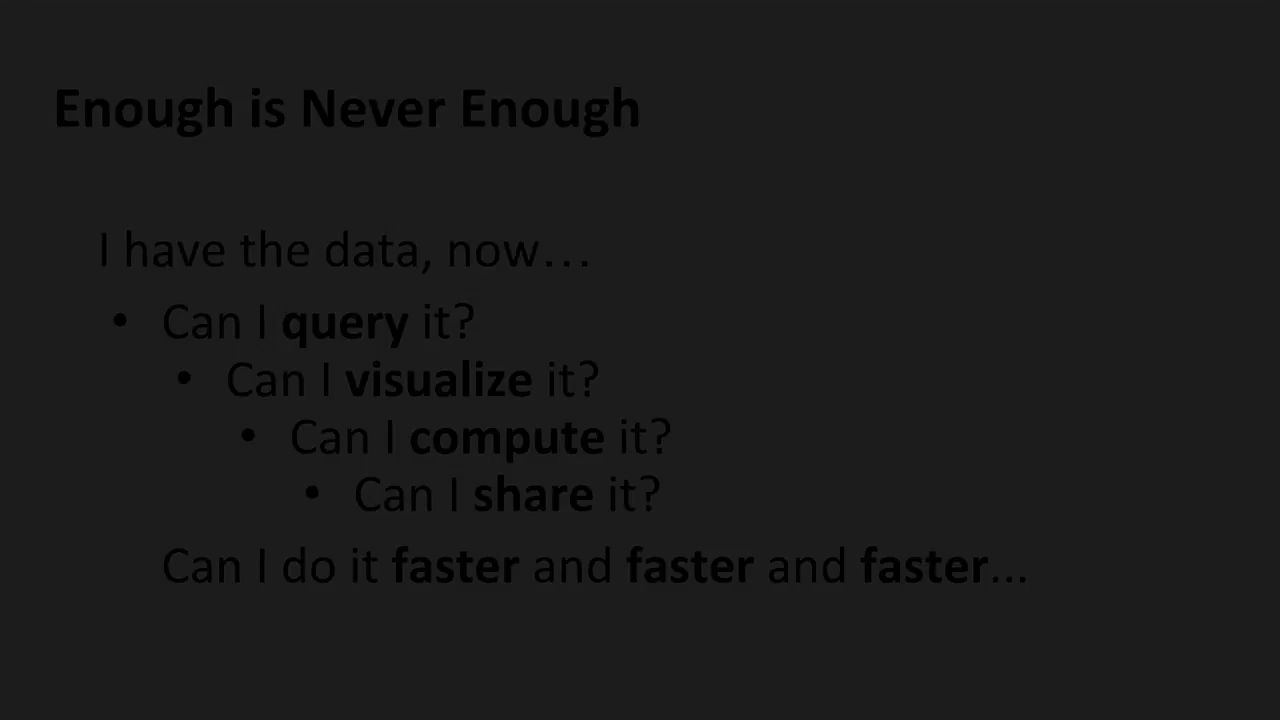 Enough is Never Enough
I have the data, now…
• Can I query it?
• Can I visualize it?
• Can I compute it?
• Can I share it?
Can I do it faster and faster and faster...